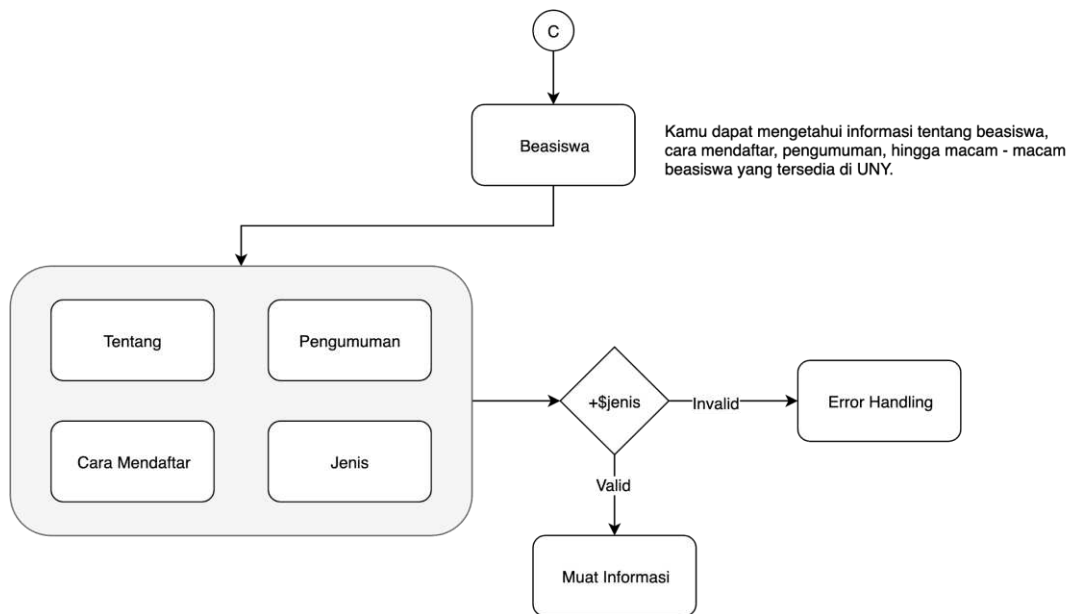 C
Beasiswa
Kamu dapat mengetahui informasi tentang beasiswa,
cara mendaftar, pengumuman, hingga macam - macam
beasiswa yang tersedia di UNY.
Tentang
Pengumuman
Cara Mendaftar
Jenis
+$jenis
Invalid
Error Handling
Valid
Muat Informasi